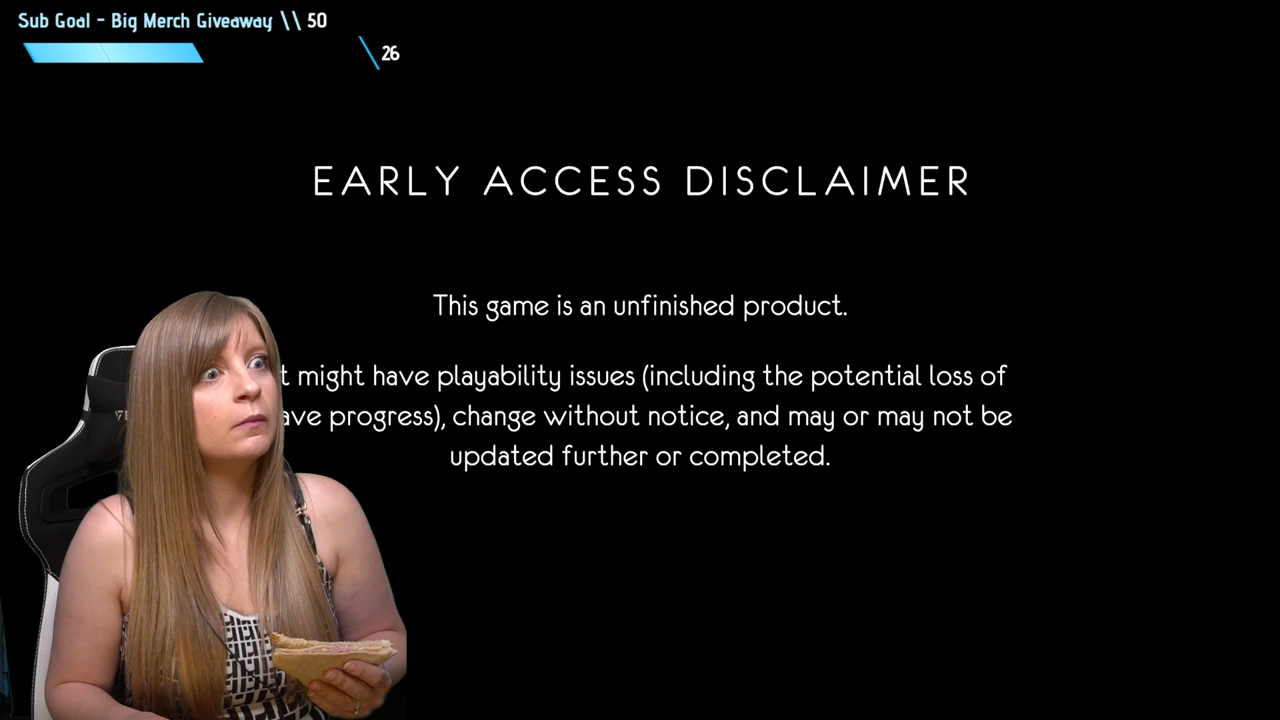 Sub Goal - Big Merch Giveaway \\ 50
26
EARLY ACCESS DISCLAIMER
This game is an unfinished product.
t might have playability issues (including the potential loss of
ave progress), change without notice, and may or may not be
updated further or completed.